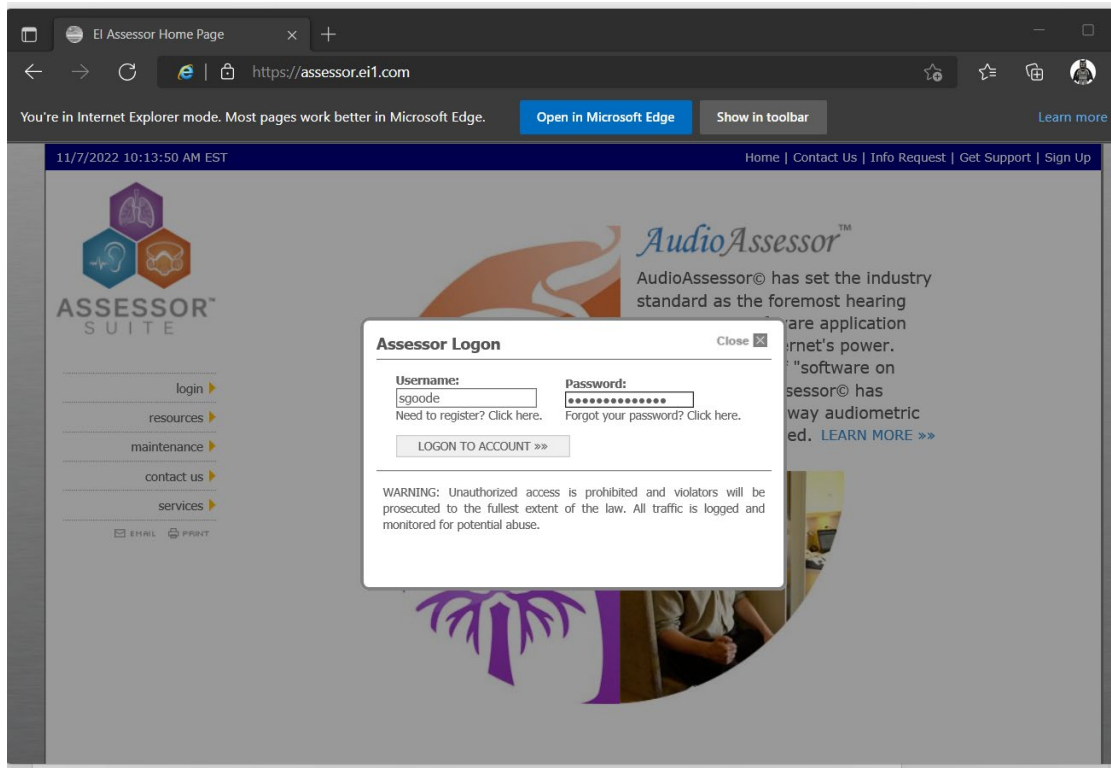 EI Assessor Home Page
https://assessor.ei1.com
You're in Internet Explorer mode. Most pages work better in Microsoft Edge. Open in Microsoft Edge Show in toolbar Learn more
11/7/2022 10:13:50 AM EST Home | Contact Us | Info Request | Get Support | Sign Up
ASSESSOR™
SUITE
login
resources
maintenance
contact us
services
EMAIL PRINT
AudioAssessor™
AudioAssessor© has set the industry
standard as the foremost hearing
application
power.
"software on
has
way audiometric
LEARN MORE »»
Assessor Logon Close
Username: Password:
sgoode ••••••••••••••
Need to register? Click here. Forgot your password? Click here.
LOGON TO ACCOUNT »»
WARNING: Unauthorized access is prohibited and violators will be
prosecuted to the fullest extent of the law. All traffic is logged and
monitored for potential abuse.